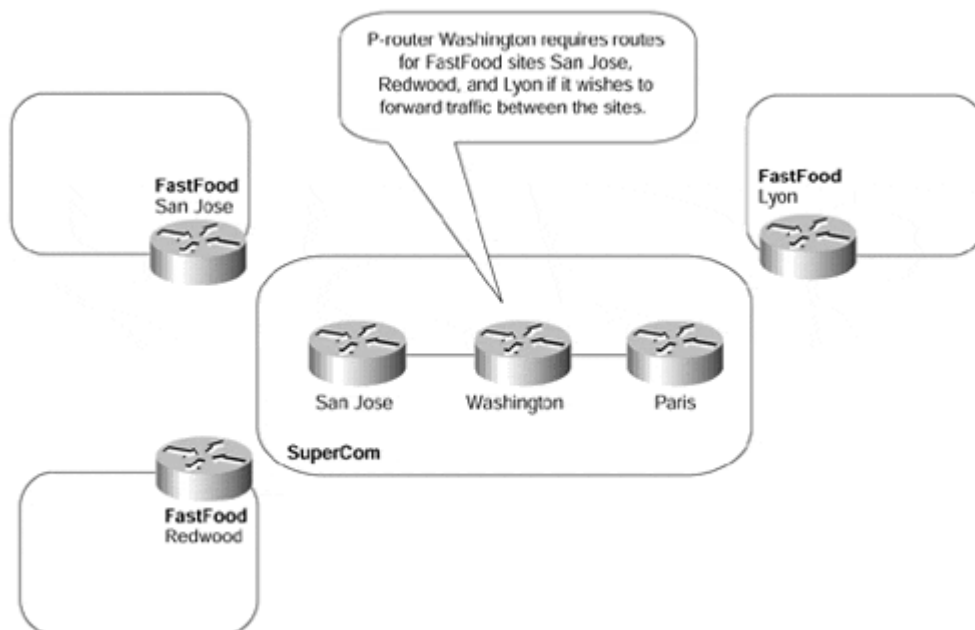 P-router Washington requires routes
for FastFood sites San Jose,
Redwood, and Lyon if it wishes to
forward traffic between the sites.
FastFood
San Jose
FastFood
Lyon
San Jose
Washington
Paris
SuperCom
FastFood
Redwood